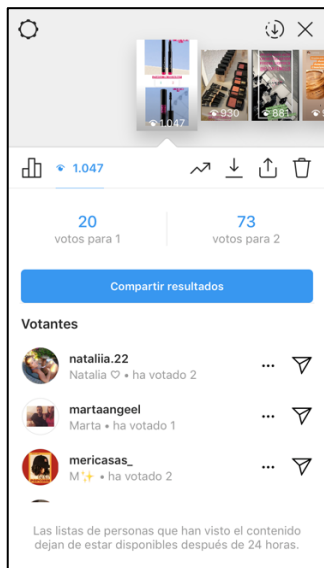 1.047
930
881
1.047
20
votos para 1
73
votos para 2
Compartir resultados
Votantes
nataliia.22
Natalia ♡ • ha votado 2
martaangeel
Marta • ha votado 1
mericasas_
M✨ • ha votado 2
Las listas de personas que han visto el contenido
dejan de estar disponibles después de 24 horas.